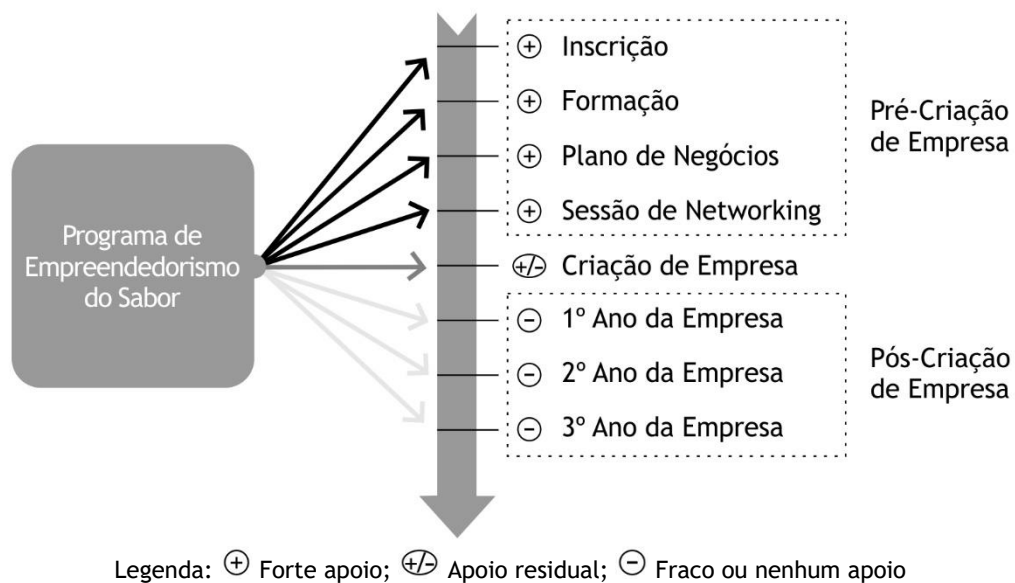 Programa de
Empreendedorismo
do Sabor
⊕ Inscrição
⊕ Formação
⊕ Plano de Negócios
⊕ Sessão de Networking
Pré-Criação
de Empresa
+/- Criação de Empresa
⊖ 1º Ano da Empresa
⊖ 2º Ano da Empresa
⊖ 3º Ano da Empresa
Pós-Criação
de Empresa
Legenda: ⊕ Forte apoio; +/- Apoio residual; ⊖ Fraco ou nenhum apoio